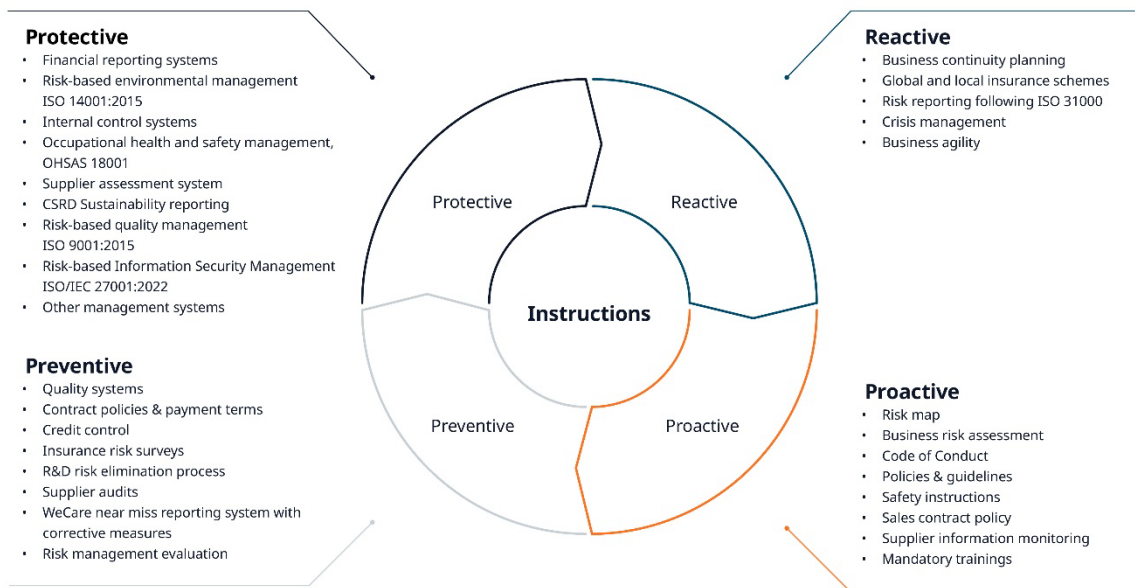 Protective
• Financial reporting systems
• Risk-based environmental management
ISO 14001:2015
• Internal control systems
• Occupational health and safety management,
OHSAS 18001
• Supplier assessment system
• CSRD Sustainability reporting
• Risk-based quality management
ISO 9001:2015
• Risk-based Information Security Management
ISO/IEC 27001:2022
• Other management systems
Preventive
• Quality systems
• Contract policies & payment terms
• Credit control
• Insurance risk surveys
• R&D risk elimination process
• Supplier audits
• WeCare near miss reporting system with
corrective measures
• Risk management evaluation
Protective
Reactive
Instructions
Preventive
Proactive
Reactive
• Business continuity planning
• Global and local insurance schemes
• Risk reporting following ISO 31000
• Crisis management
• Business agility
Proactive
• Risk map
• Business risk assessment
• Code of Conduct
• Policies & guidelines
• Safety instructions
• Sales contract policy
• Supplier information monitoring
• Mandatory trainings